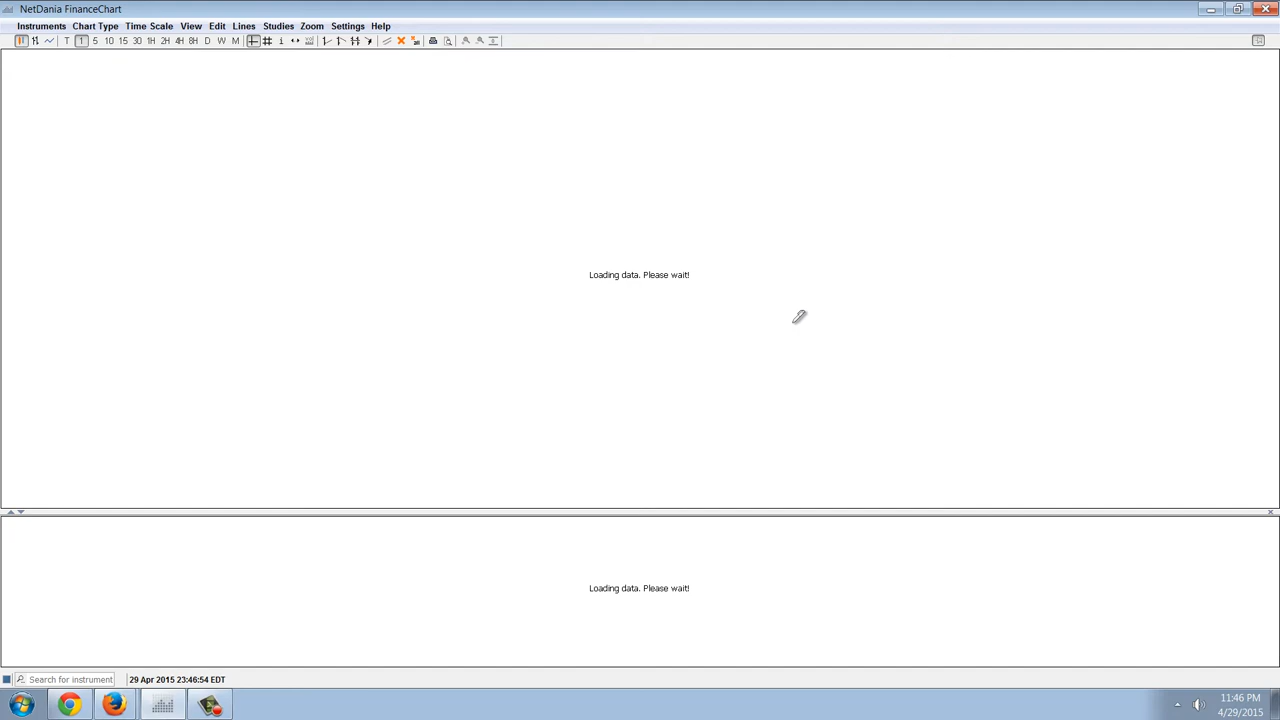 NetDania FinanceChart
Instruments Chart Type Time Scale View Edit Lines Studies Zoom Settings Help
T 1 5 10 15 30 1H 2H 4H 8H D W M
Loading data. Please wait!
Loading data. Please wait!
Search for instrument 29 Apr 2015 23:46:54 EDT
11:46 PM
4/29/2015